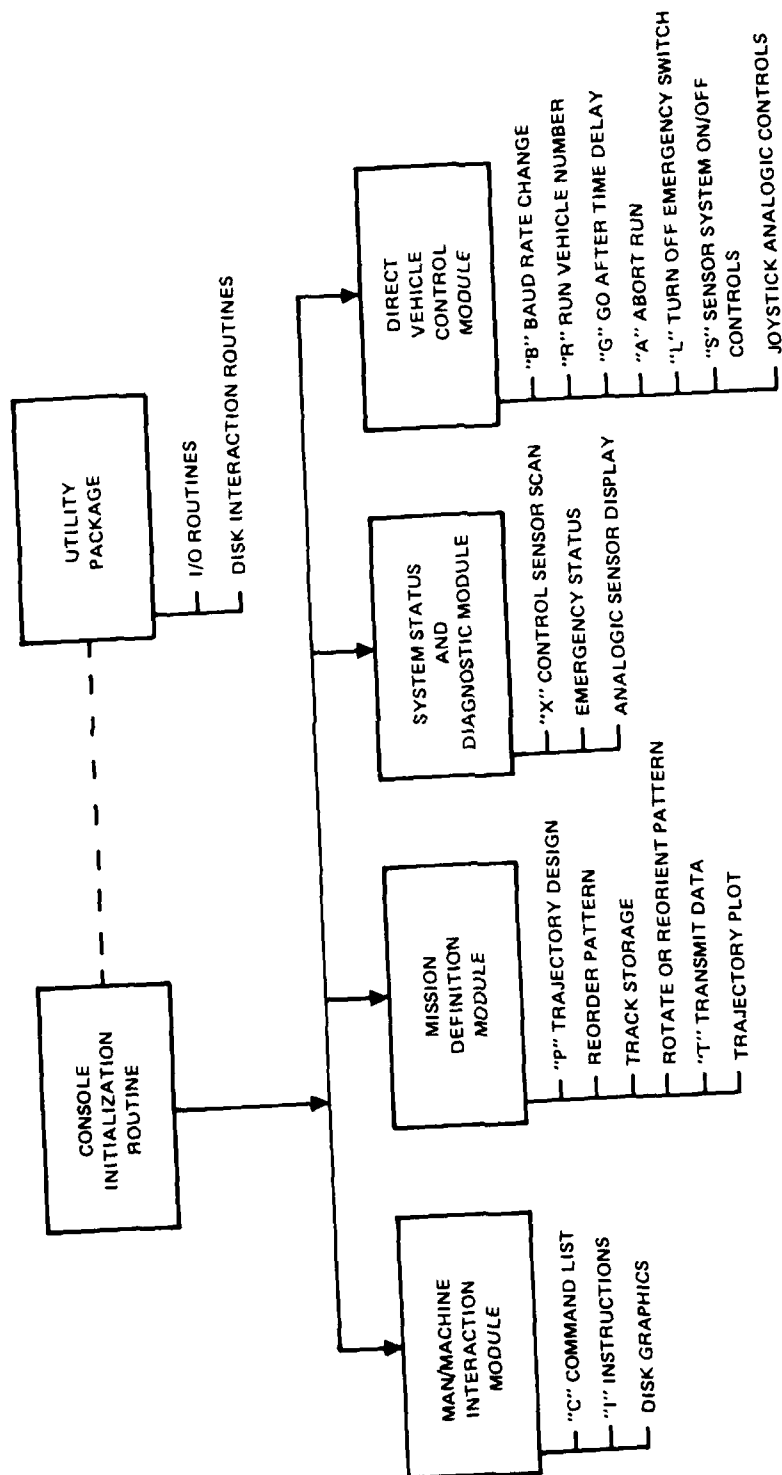 CONSOLE
INITIALIZATION
ROUTINE
UTILITY
PACKAGE
I/O ROUTINES
DISK INTERACTION ROUTINES
MAN/MACHINE
INTERACTION
MODULE
"C" COMMAND LIST
"I" INSTRUCTIONS
DISK GRAPHICS
MISSION
DEFINITION
MODULE
"P" TRAJECTORY DESIGN
REORDER PATTERN
TRACK STORAGE
ROTATE OR REORIENT PATTERN
"T" TRANSMIT DATA
TRAJECTORY PLOT
SYSTEM STATUS
AND
DIAGNOSTIC MODULE
"X" CONTROL SENSOR SCAN
EMERGENCY STATUS
ANALOGIC SENSOR DISPLAY
DIRECT
VEHICLE
CONTROL
MODULE
"B" BAUD RATE CHANGE
"R" RUN VEHICLE NUMBER
"G" GO AFTER TIME DELAY
"A" ABORT RUN
"L" TURN OFF EMERGENCY SWITCH
"S" SENSOR SYSTEM ON/OFF
CONTROLS
JOYSTICK ANALOGIC CONTROLS